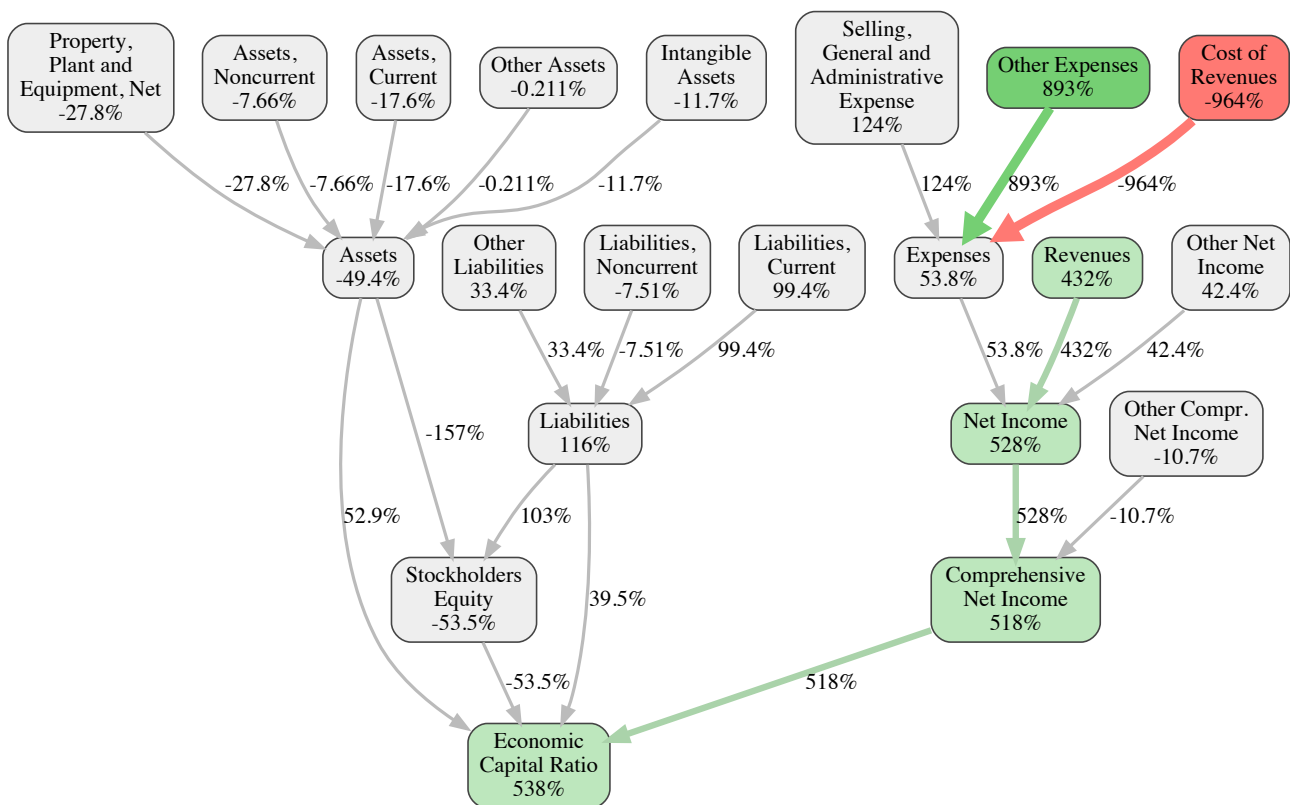 Property,
Plant and
Equipment, Net
-27.8%
Assets,
Noncurrent
-7.66%
Assets,
Current
-17.6%
Other Assets
-0.211%
Intangible
Assets
-11.7%
Selling,
General and
Administrative
Expense
124%
Other Expenses
893%
Cost of
Revenues
-964%
-27.8%
-7.66%
-17.6%
-0.211%
-11.7%
124%
893%
-964%
Assets
-49.4%
Other
Liabilities
33.4%
Liabilities,
Noncurrent
-7.51%
Liabilities,
Current
99.4%
Expenses
53.8%
Revenues
432%
Other Net
Income
42.4%
33.4%
-7.51%
99.4%
53.8%
432%
42.4%
-157%
Liabilities
116%
Net Income
528%
Other Compr.
Net Income
-10.7%
52.9%
103%
528%
-10.7%
Stockholders
Equity
-53.5%
39.5%
Comprehensive
Net Income
518%
-53.5%
518%
Economic
Capital Ratio
538%